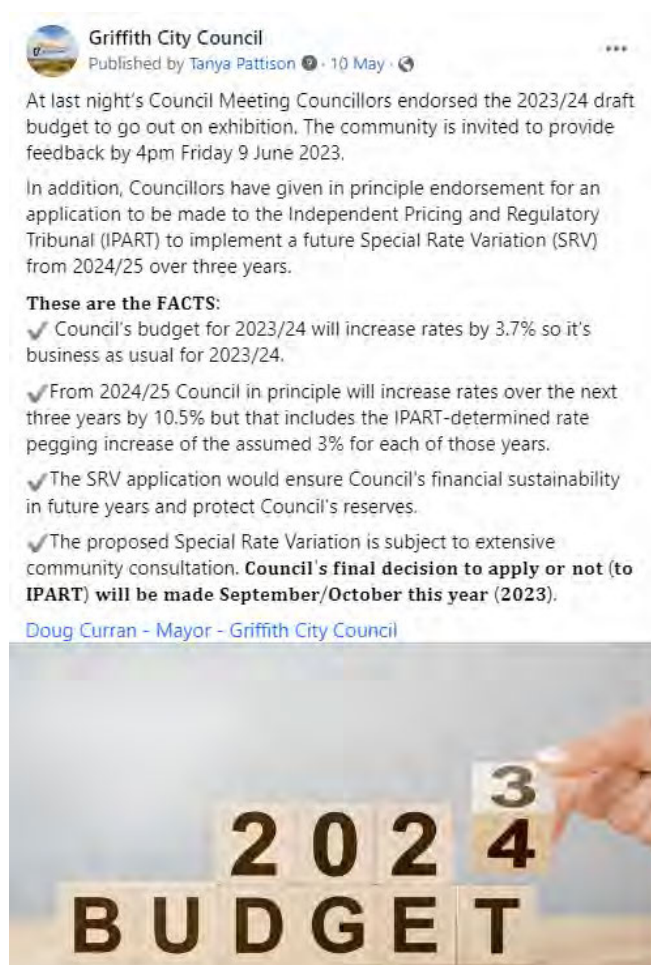 Griffith City Council
Published by Tanya Pattison · 10 May ·
At last night's Council Meeting Councillors endorsed the 2023/24 draft
budget to go out on exhibition. The community is invited to provide
feedback by 4pm Friday 9 June 2023.
In addition, Councillors have given in principle endorsement for an
application to be made to the Independent Pricing and Regulatory
Tribunal (IPART) to implement a future Special Rate Variation (SRV)
from 2024/25 over three years.
These are the FACTS:
✔ Council's budget for 2023/24 will increase rates by 3.7% so it's
business as usual for 2023/24.
✔From 2024/25 Council in principle will increase rates over the next
three years by 10.5% but that includes the IPART-determined rate
pegging increase of the assumed 3% for each of those years.
✔The SRV application would ensure Council's financial sustainability
in future years and protect Council's reserves.
✔The proposed Special Rate Variation is subject to extensive
community consultation. Council's final decision to apply or not (to
IPART) will be made September/October this year (2023).
Doug Curran - Mayor - Griffith City Council
3
2024
BUDGET